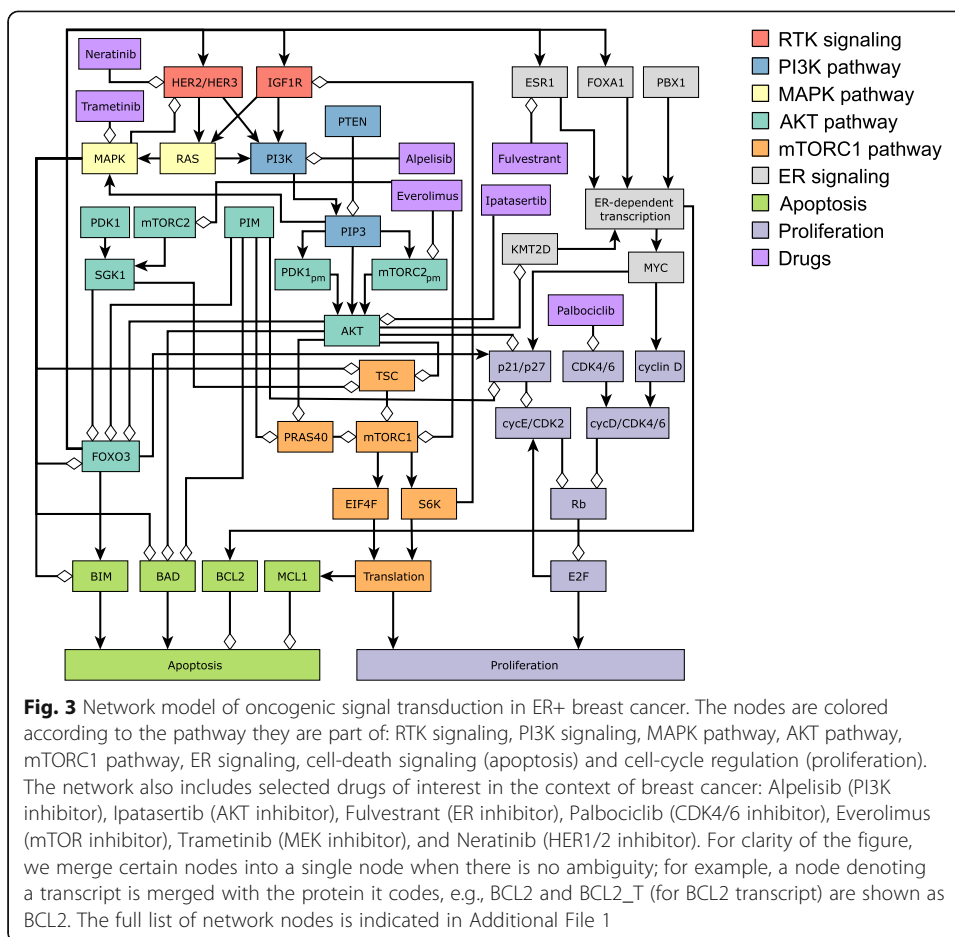 Neratinib
HER2/HER3
IGF1R
ESR1
FOXA1
PBX1
RTK signaling
PI3K pathway
MAPK pathway
AKT pathway
mTORC1 pathway
ER signaling
Apoptosis
Proliferation
Drugs
Trametinib
PTEN
MAPK
RAS
PI3K
Alpelisib
Fulvestrant
Everolimus
Ipatasertib
PDK1
mTORC2
PIM
PIP3
ER-dependent
transcription
KMT2D
SGK1
PDK1pm
mTORC2pm
MYC
AKT
Palbociclib
TSC
p21/p27
CDK4/6
cyclin D
PRAS40
mTORC1
cycE/CDK2
cycD/CDK4/6
FOXO3
EIF4F
S6K
Rb
BIM
BAD
BCL2
MCL1
Translation
E2F
Apoptosis
Proliferation
Fig. 3 Network model of oncogenic signal transduction in ER+ breast cancer. The nodes are colored
according to the pathway they are part of: RTK signaling, PI3K signaling, MAPK pathway, AKT pathway,
mTORC1 pathway, ER signaling, cell-death signaling (apoptosis) and cell-cycle regulation (proliferation).
The network also includes selected drugs of interest in the context of breast cancer: Alpelisib (PI3K
inhibitor), Ipatasertib (AKT inhibitor), Fulvestrant (ER inhibitor), Palbociclib (CDK4/6 inhibitor), Everolimus
(mTOR inhibitor), Trametinib (MEK inhibitor), and Neratinib (HER1/2 inhibitor). For clarity of the figure,
we merge certain nodes into a single node when there is no ambiguity; for example, a node denoting
a transcript is merged with the protein it codes, e.g., BCL2 and BCL2_T (for BCL2 transcript) are shown as
BCL2. The full list of network nodes is indicated in Additional File 1